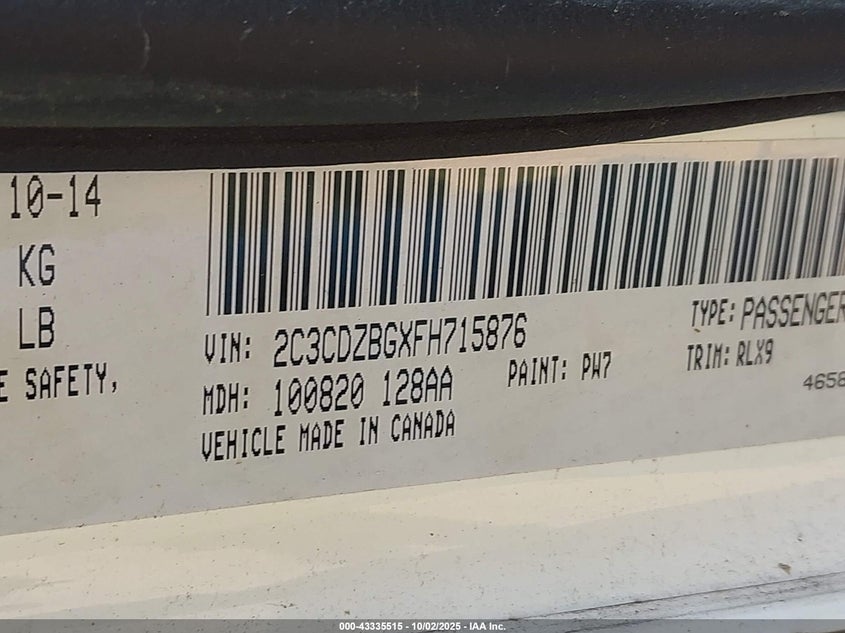 10-14
KG
LB
E SAFETY,
VIN: 2C3CDZBGXFH715876
TYPE: PASSENGER
MDH: 100820 128AA
PAINT: PW7
TRIM: RLX9
VEHICLE MADE IN CANADA
4658
000-43335515 - 10/02/2025 - IAA Inc.